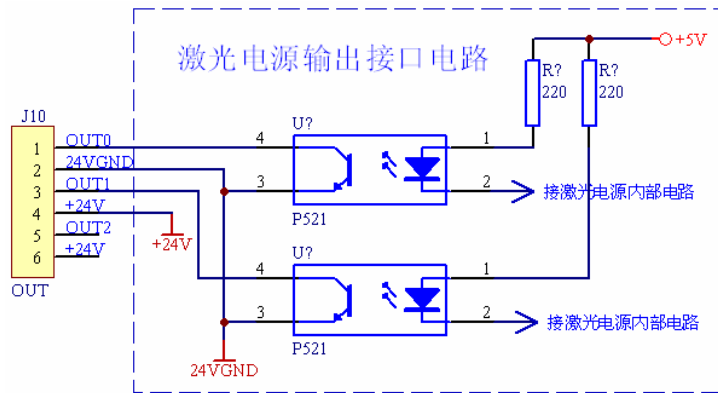 激光电源输出接口电路
+5V
R?
220
R?
220
J10
1
2
3
4
5
6
OUT
OUT0
24VGND
OUT1
+24V
OUT2
+24V
+24V
U?
4
3
1
2
P521
接激光电源内部电路
U?
4
3
1
2
P521
接激光电源内部电路
24VGND